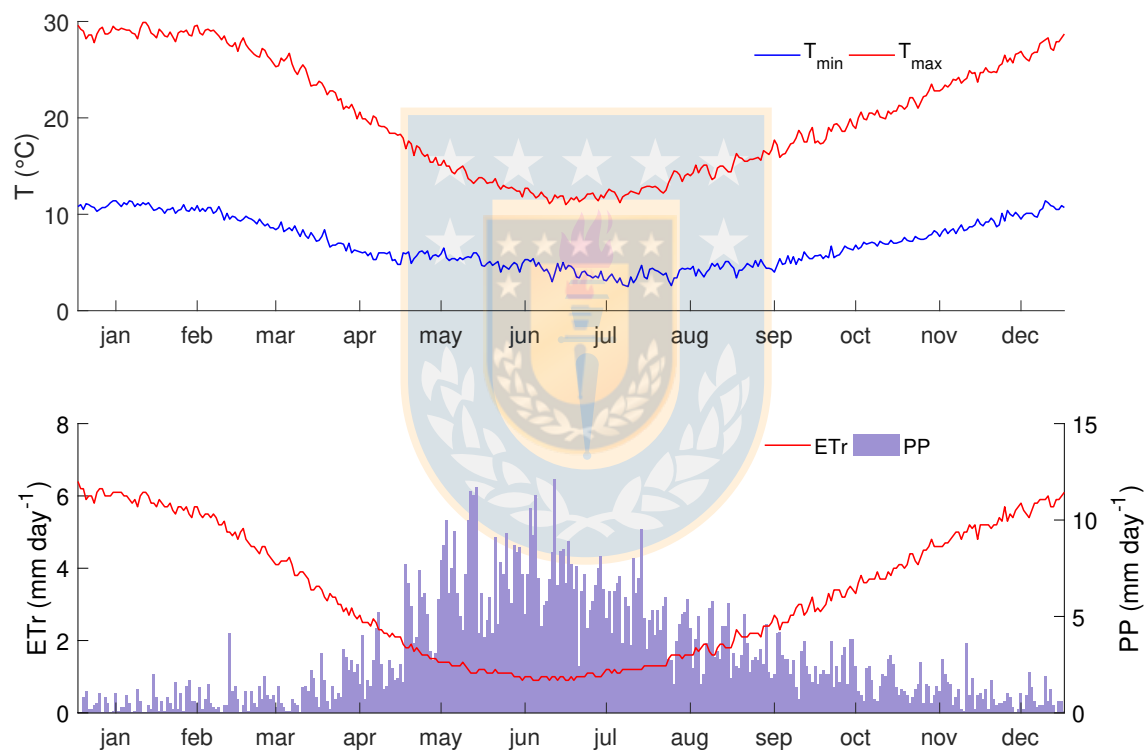 30
20
10
0
T (°C)
T_min T_max
jan feb mar apr may jun jul aug sep oct nov dec
8
6
4
2
0
ETr (mm day^-1)
ETr PP
15
10
5
0
PP (mm day^-1)
jan feb mar apr may jun jul aug sep oct nov dec